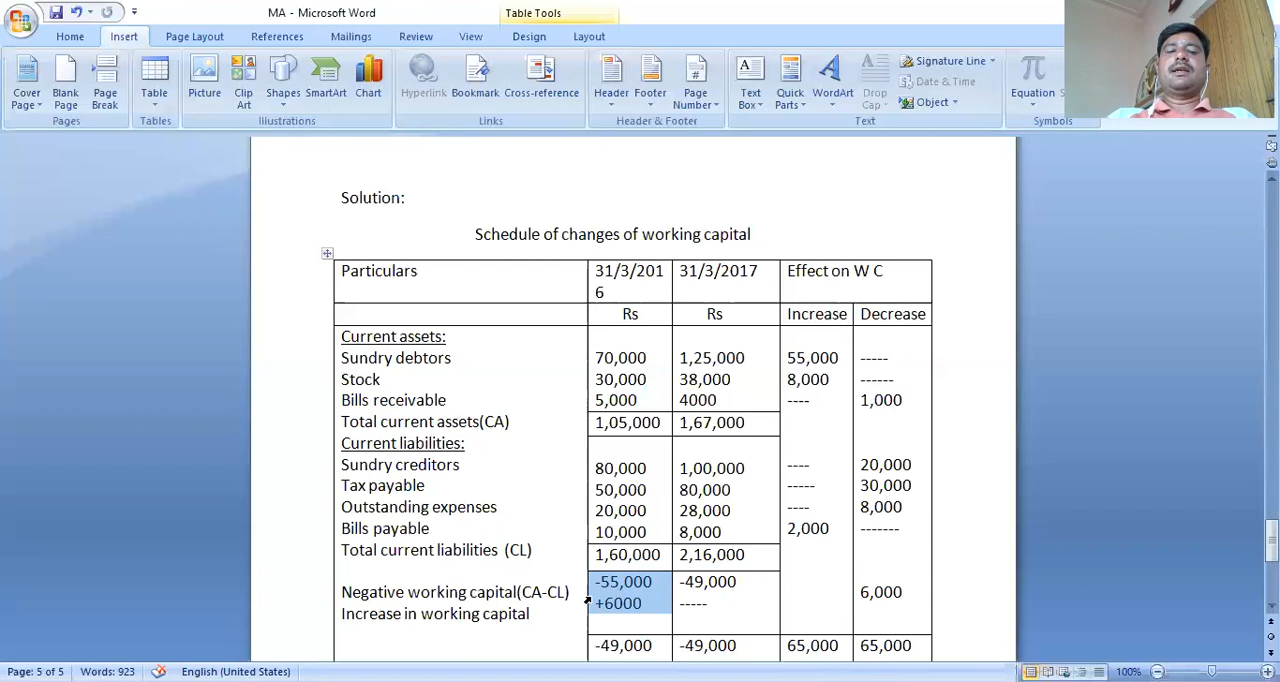 MA - Microsoft Word
Table Tools
Home Insert Page Layout References Mailings Review View Design Layout
Cover Page Blank Page Page Break Table Picture Clip Art Shapes SmartArt Chart Hyperlink Bookmark Cross-reference Header Footer Page Number Text Box Quick Parts WordArt Drop Cap Signature Line Date & Time Object Equation
Pages Tables Illustrations Links Header & Footer Text Symbols
Solution:
Schedule of changes of working capital
Particulars 31/3/2016 31/3/2017 Effect on W C
Rs Rs Increase Decrease
Current assets:
Sundry debtors 70,000 1,25,000 55,000 -----
Stock 30,000 38,000 8,000 ------
Bills receivable 5,000 4000 ---- 1,000
Total current assets(CA) 1,05,000 1,67,000
Current liabilities:
Sundry creditors 80,000 1,00,000 ---- 20,000
Tax payable 50,000 80,000 ----- 30,000
Outstanding expenses 20,000 28,000 ---- 8,000
Bills payable 10,000 8,000 2,000 -------
Total current liabilities (CL) 1,60,000 2,16,000
-55,000 -49,000
Negative working capital(CA-CL) 6,000
+6000 -----
Increase in working capital
-49,000 -49,000 65,000 65,000
Page: 5 of 5 Words: 923 English (United States) 100%